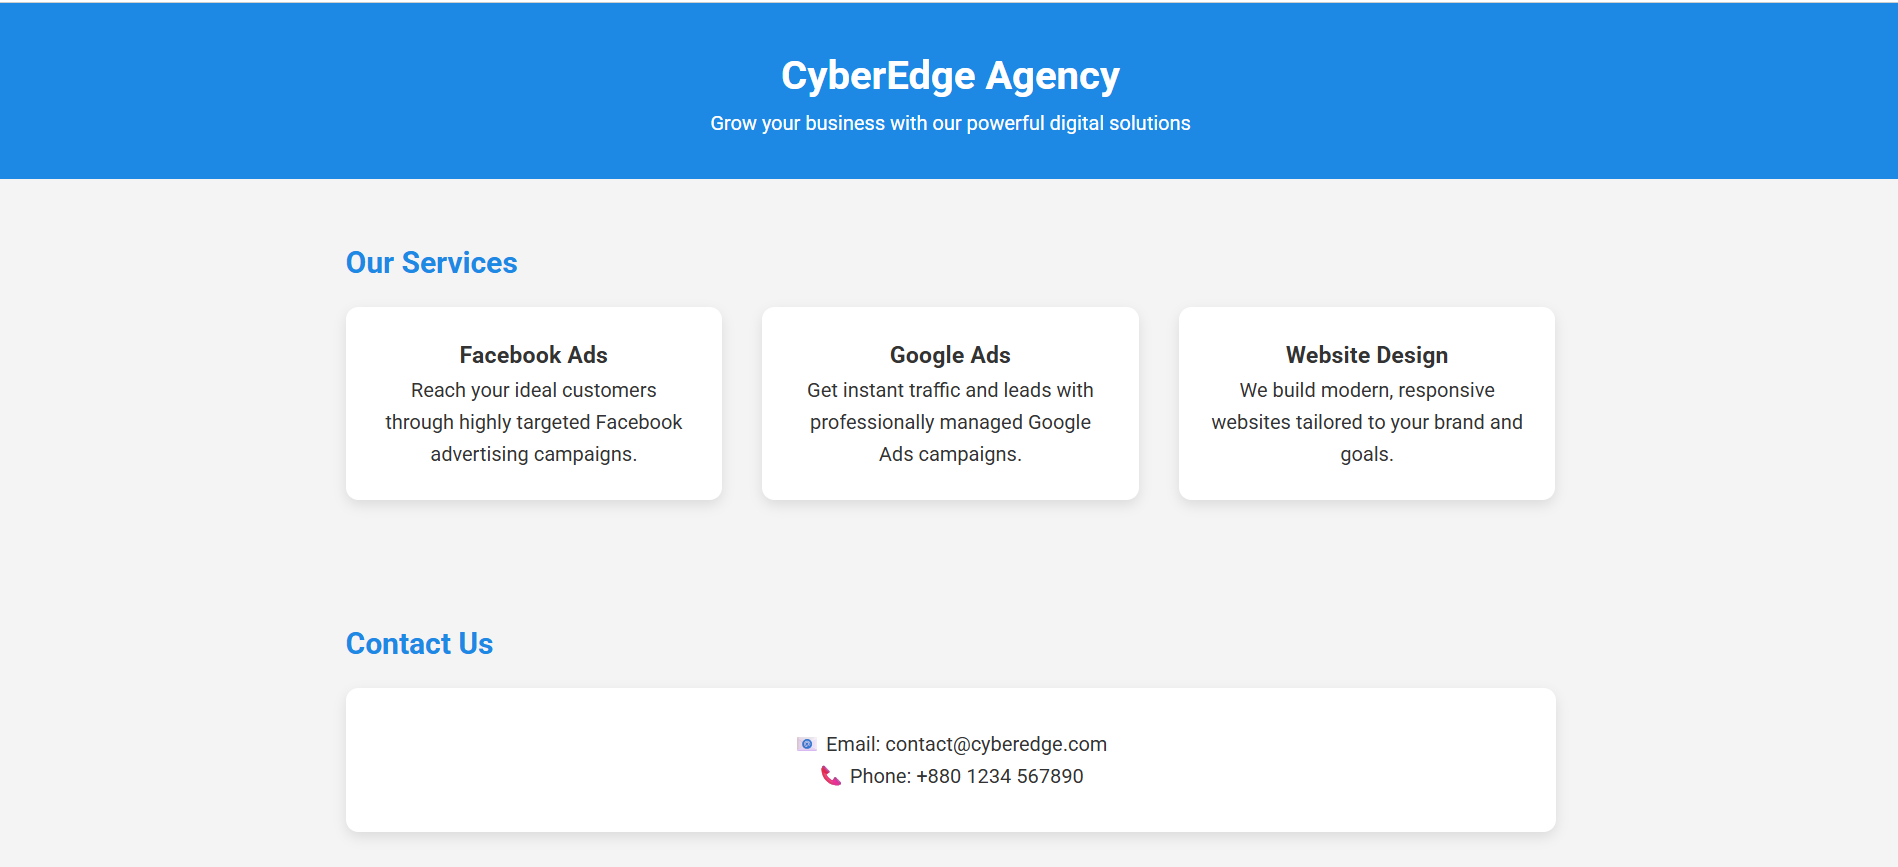 CyberEdge Agency
Grow your business with our powerful digital solutions
Our Services
Facebook Ads
Reach your ideal customers
through highly targeted Facebook
advertising campaigns.
Google Ads
Get instant traffic and leads with
professionally managed Google
Ads campaigns.
Website Design
We build modern, responsive
websites tailored to your brand and
goals.
Contact Us
📧 Email: contact@cyberedge.com
📞 Phone: +880 1234 567890